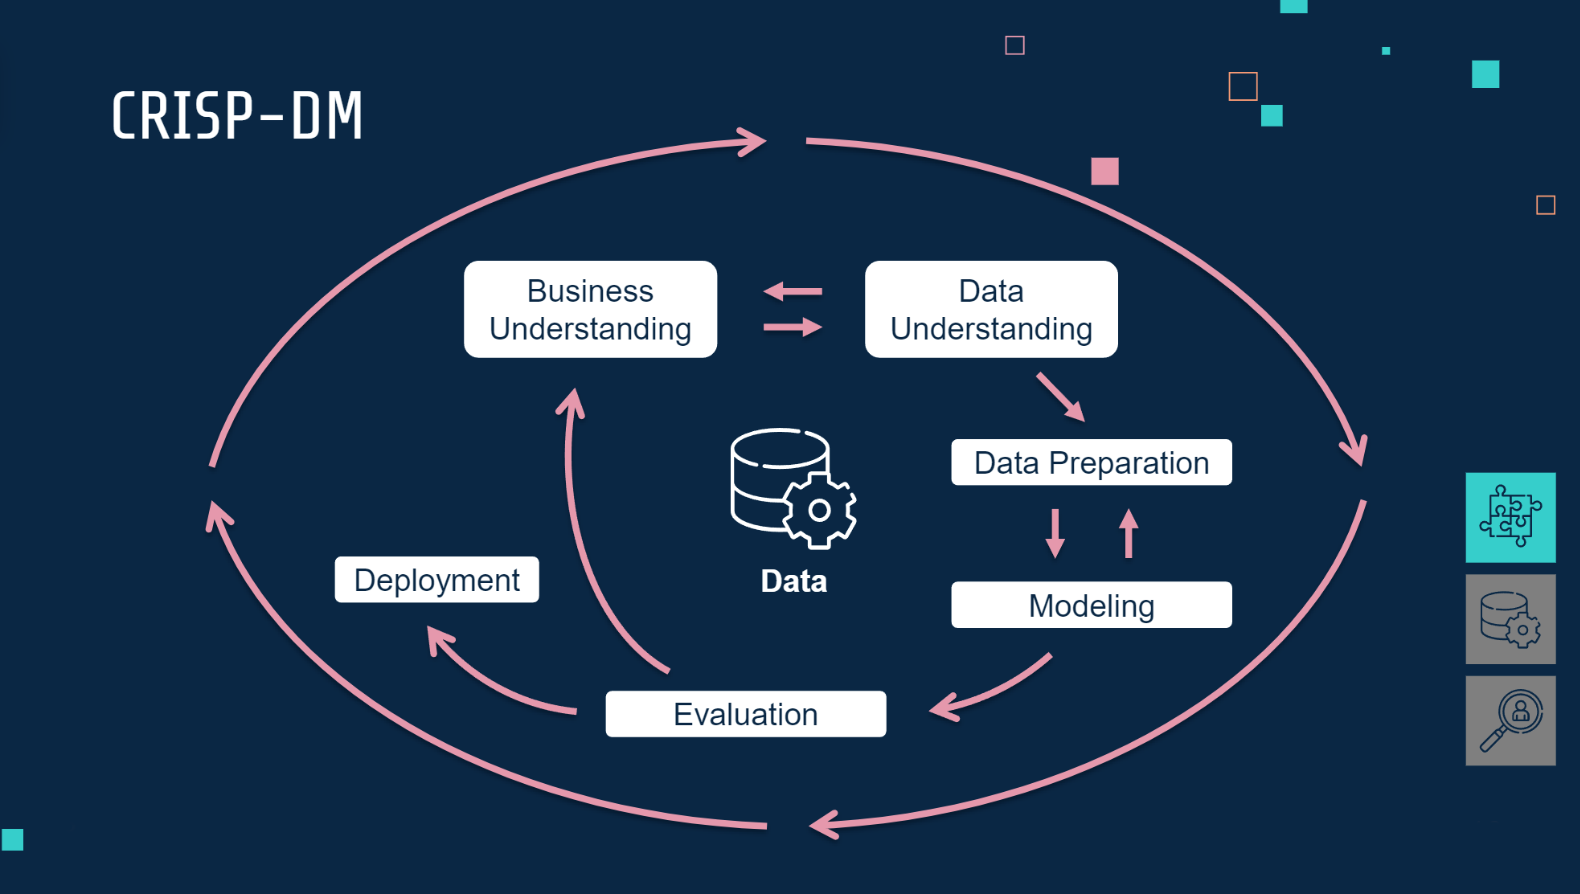 CRISP-DM
Business
Understanding
Data
Understanding
Data Preparation
Data
Deployment
Modeling
Evaluation